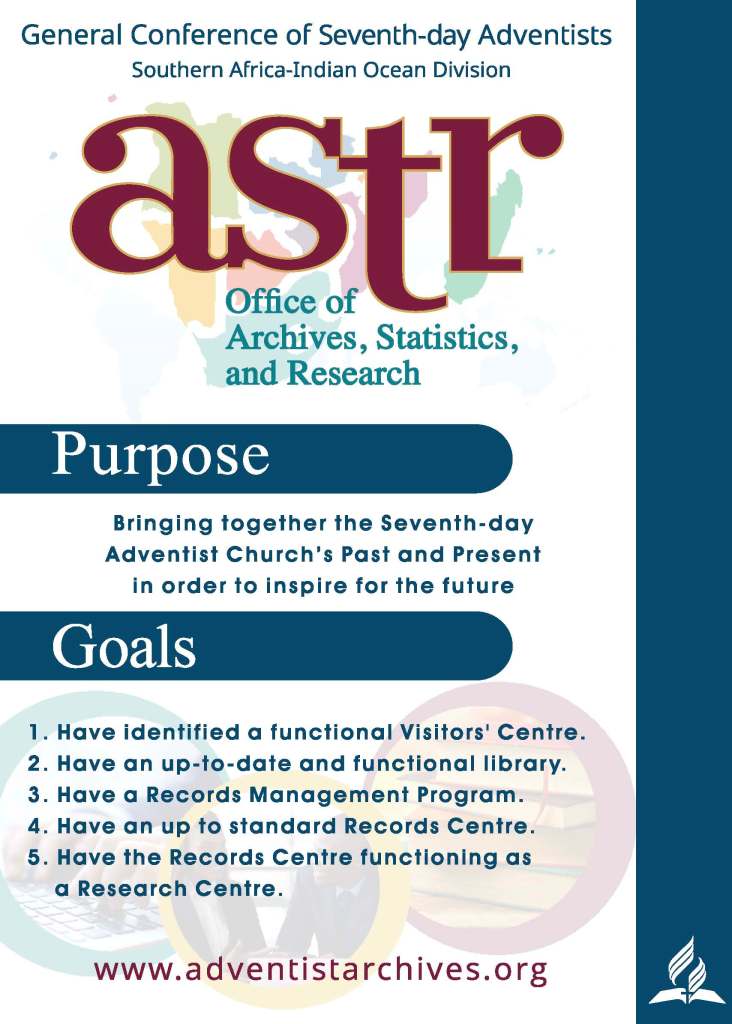 General Conference of Seventh-day Adventists
Southern Africa-Indian Ocean Division
astr
Office of
Archives, Statistics,
and Research
Purpose
Bringing together the Seventh-day
Adventist Church's Past and Present
in order to inspire for the future
Goals
1. Have identified a functional Visitors' Centre.
2. Have an up-to-date and functional library.
3. Have a Records Management Program.
4. Have an up to standard Records Centre.
5. Have the Records Centre functioning as
a Research Centre.
www.adventistarchives.org